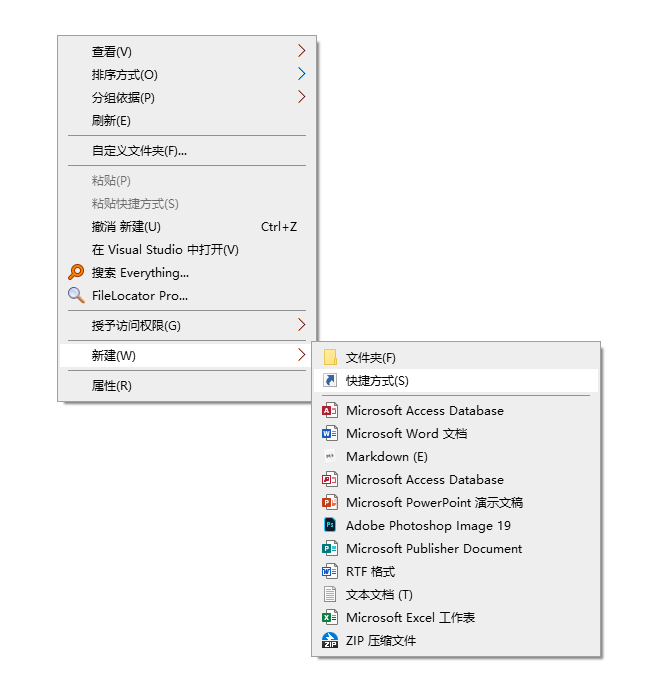 查看(V)
排序方式(O)
分组依据(P)
刷新(E)
自定义文件夹(F)...
粘贴(P)
粘贴快捷方式(S)
撤消 新建(U) Ctrl+Z
在 Visual Studio 中打开(V)
搜索 Everything...
FileLocator Pro...
授予访问权限(G)
新建(W)
属性(R)
文件夹(F)
快捷方式(S)
Microsoft Access Database
Microsoft Word 文档
Markdown (E)
Microsoft Access Database
Microsoft PowerPoint 演示文稿
Adobe Photoshop Image 19
Microsoft Publisher Document
RTF 格式
文本文档 (T)
Microsoft Excel 工作表
ZIP 压缩文件